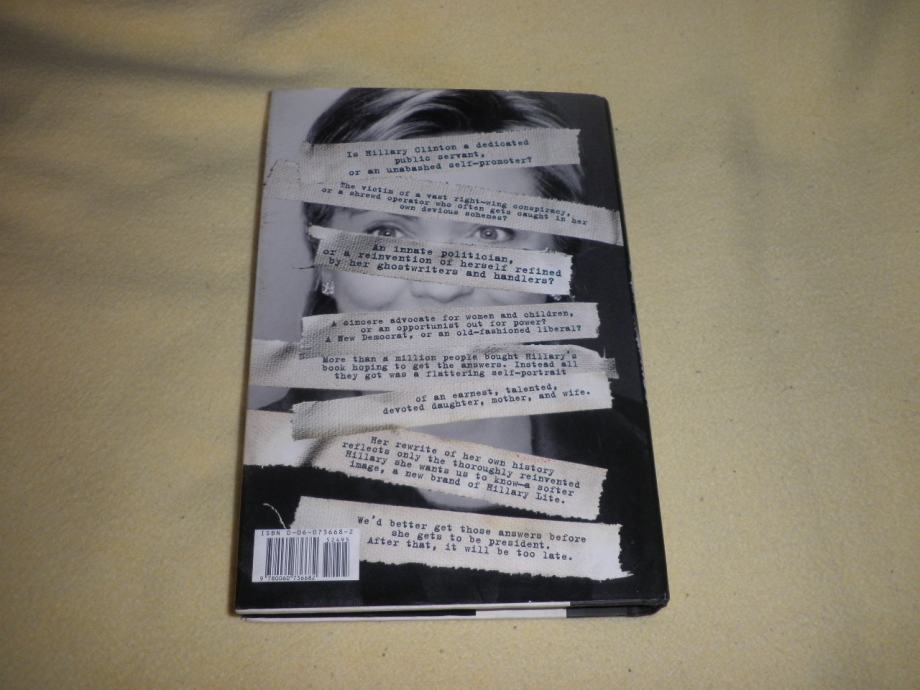 Is Hillary Clinton a dedicated
public servant,
or an unabashed self-promoter?
The victim of a vast right-wing conspiracy,
or a shrewd operator who often gets caught in her
own devious schemes?
An innate politician,
or a reinvention of herself refined
by her ghostwriters and handlers?
A sincere advocate for women and children,
or an opportunist out for power?
A New Democrat, or an old-fashioned liberal?
More than a million people bought Hillary's
book hoping to get the answers. Instead all
they got was a flattering self-portrait
of an earnest, talented,
devoted daughter, mother, and wife.
Her rewrite of her own history
reflects only the thoroughly reinvented
Hillary she wants us to know—a softer
image, a new brand of Hillary Lite.
We'd better get those answers before
she gets to be president.
After that, it will be too late.
ISBN 0-06-073668-2
52495
9 780060 736682